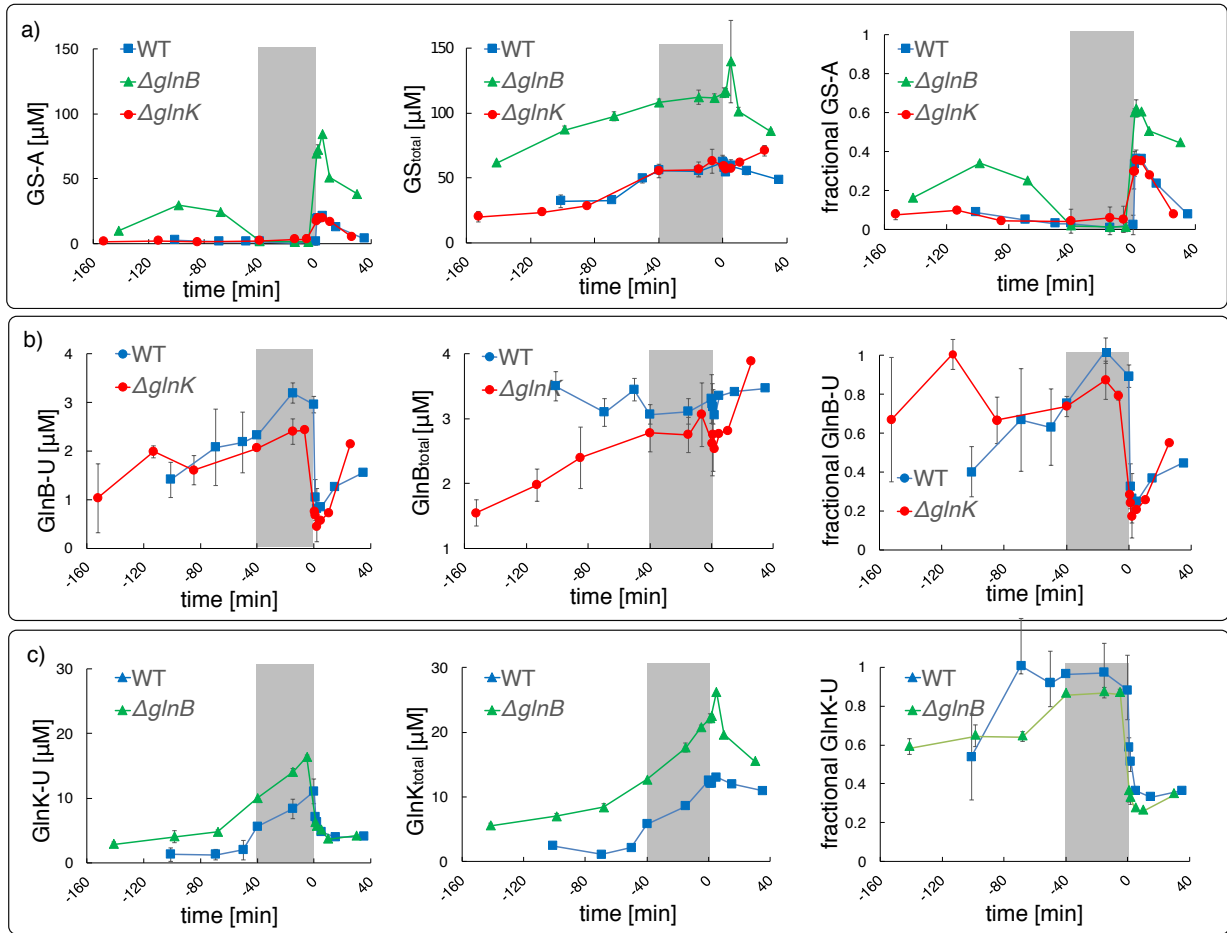 a)
GS-A [µM]
150
100
50
0
-160
-120
-80
-40
0
40
time [min]
WT
ΔglnB
ΔglnK
GStotal [µM]
150
100
50
0
-160
-120
-80
-40
0
40
time [min]
WT
ΔglnB
ΔglnK
fractional GS-A
1
0.8
0.6
0.4
0.2
0
-160
-120
-80
-40
0
40
time [min]
WT
ΔglnB
ΔglnK
b)
GlnB-U [µM]
4
3
2
1
0
-160
-120
-80
-40
0
40
time [min]
WT
ΔglnK
GlnBtotal [µM]
4
3
2
1
-160
-120
-80
-40
0
40
time [min]
WT
ΔglnK
fractional GlnB-U
1
0.8
0.6
0.4
0.2
0
-160
-120
-80
-40
0
40
time [min]
WT
ΔglnK
c)
GlnK-U [µM]
30
20
10
0
-160
-120
-80
-40
0
40
time [min]
WT
ΔglnB
GlnKtotal [µM]
30
20
10
0
-160
-120
-80
-40
0
40
time [min]
WT
ΔglnB
fractional GlnK-U
1
0.8
0.6
0.4
0.2
0
-160
-120
-80
-40
0
40
time [min]
WT
ΔglnB